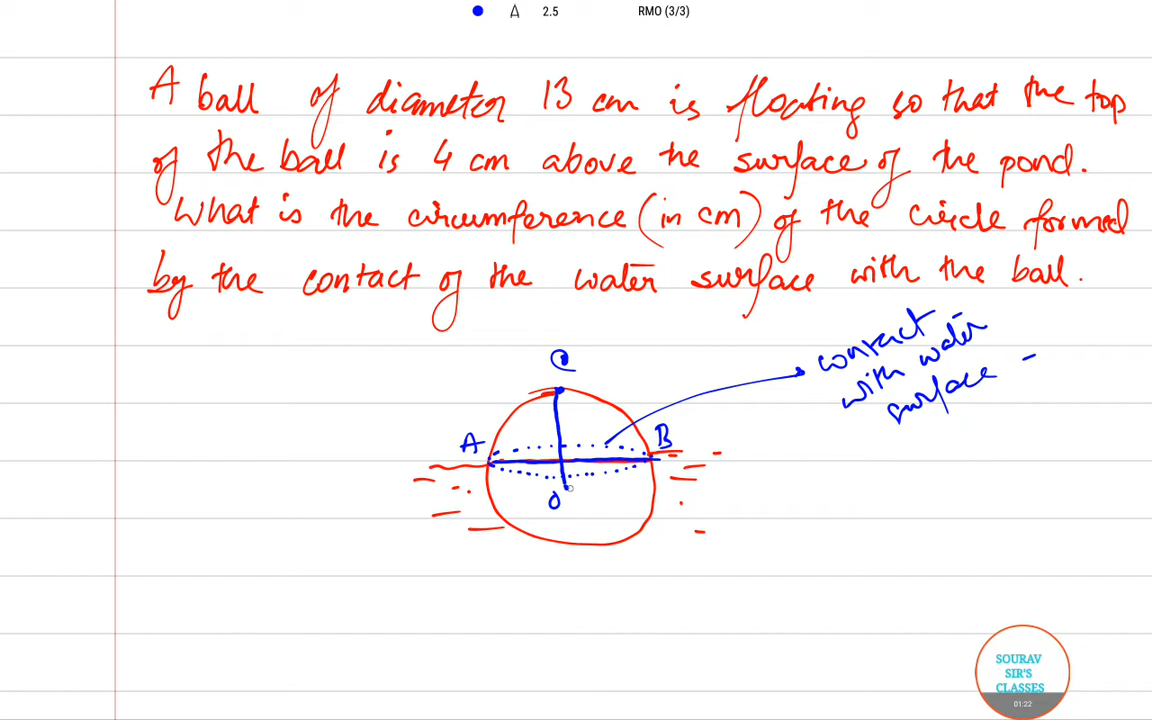 2.5 RMO (3/3)
A ball of diameter 13 cm is floating so that the top
of the ball is 4 cm above the surface of the pond.
What is the circumference (in cm) of the circle formed
by the contact of the water surface with the ball.
contact
with water
surface
A
B
O
SOURAV
SIR'S
CLASSES
01:22